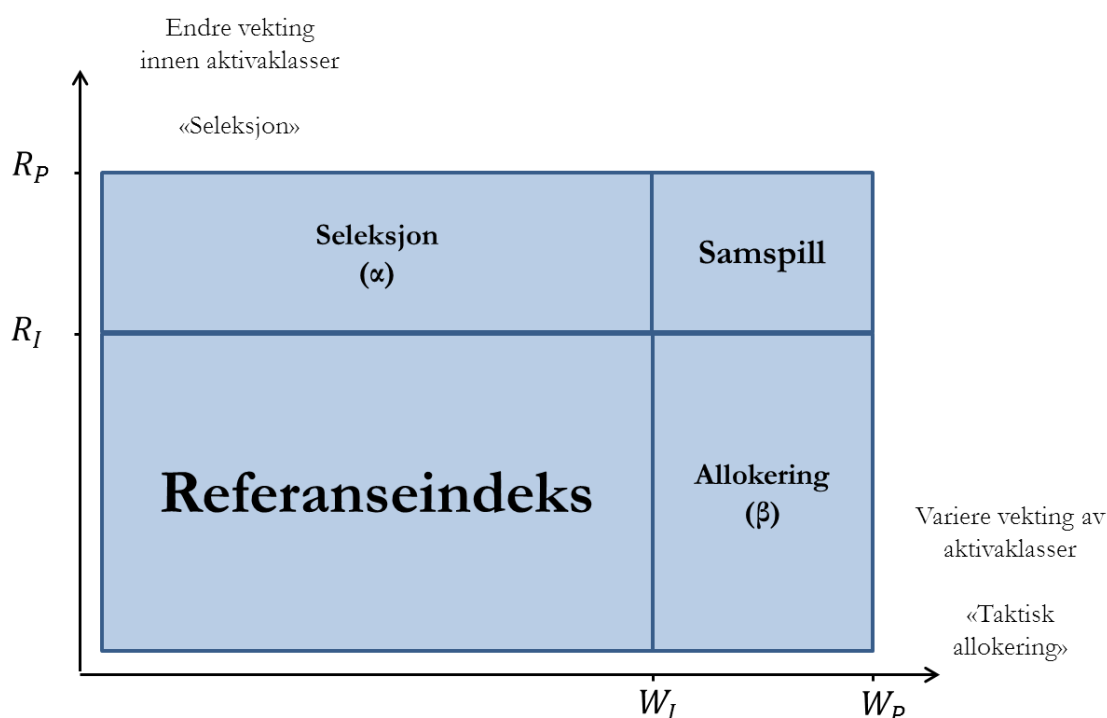 Endre vekting
innen aktivaklasser
«Seleksjon»
R_P
Seleksjon
(α)
Samspill
R_I
Referanseindeks
Allokering
(β)
Variere vekting av
aktivaklasser
«Taktisk
allokering»
W_I
W_P